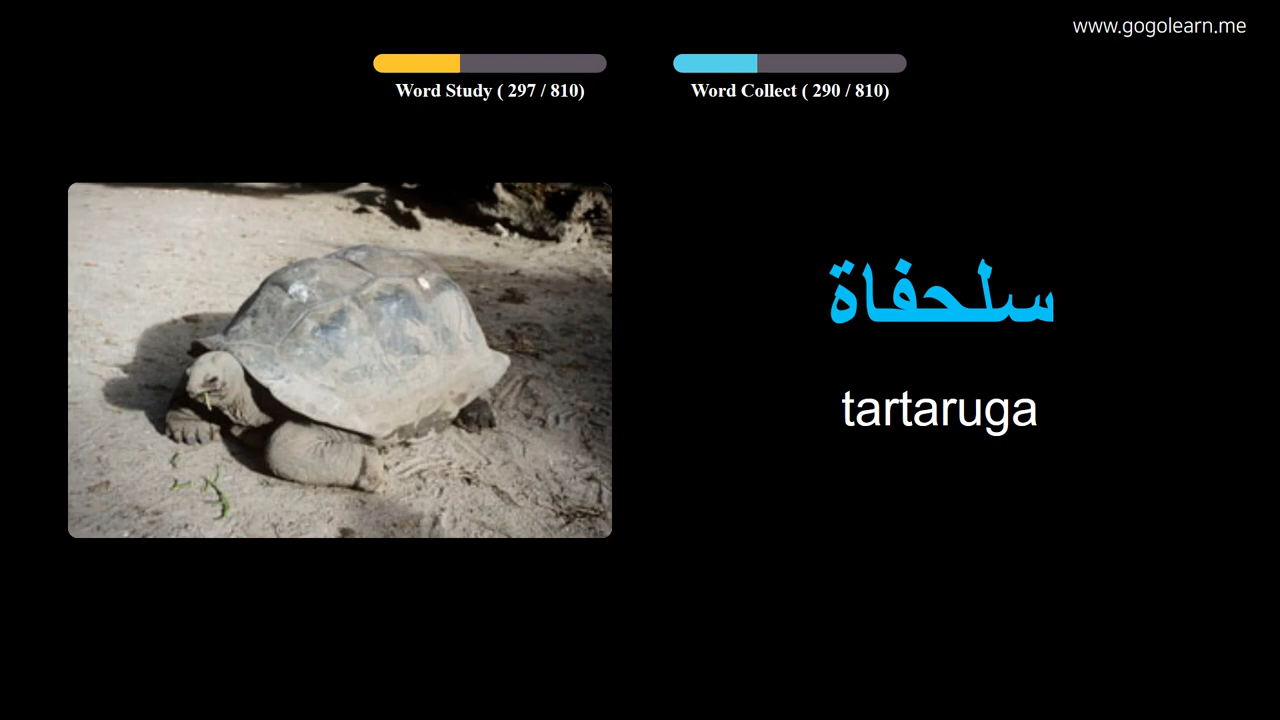 www.gogolearn.me
Word Study ( 297 / 810)
Word Collect ( 290 / 810)
سلحفاة
tartaruga